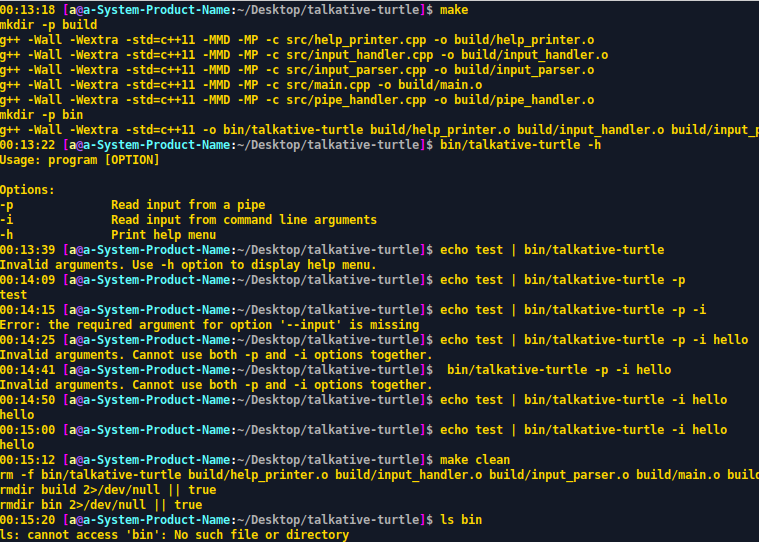 00:13:18 [a@a-System-Product-Name:~/Desktop/talkative-turtle]$ make
mkdir -p build
g++ -Wall -Wextra -std=c++11 -MMD -MP -c src/help_printer.cpp -o build/help_printer.o
g++ -Wall -Wextra -std=c++11 -MMD -MP -c src/input_handler.cpp -o build/input_handler.o
g++ -Wall -Wextra -std=c++11 -MMD -MP -c src/input_parser.cpp -o build/input_parser.o
g++ -Wall -Wextra -std=c++11 -MMD -MP -c src/main.cpp -o build/main.o
g++ -Wall -Wextra -std=c++11 -MMD -MP -c src/pipe_handler.cpp -o build/pipe_handler.o
mkdir -p bin
g++ -Wall -Wextra -std=c++11 -o bin/talkative-turtle build/help_printer.o build/input_handler.o build/input_p
00:13:22 [a@a-System-Product-Name:~/Desktop/talkative-turtle]$ bin/talkative-turtle -h
Usage: program [OPTION]
Options:
-p Read input from a pipe
-i Read input from command line arguments
-h Print help menu
00:13:39 [a@a-System-Product-Name:~/Desktop/talkative-turtle]$ echo test | bin/talkative-turtle
Invalid arguments. Use -h option to display help menu.
00:14:09 [a@a-System-Product-Name:~/Desktop/talkative-turtle]$ echo test | bin/talkative-turtle -p
test
00:14:15 [a@a-System-Product-Name:~/Desktop/talkative-turtle]$ echo test | bin/talkative-turtle -p -i
Error: the required argument for option '--input' is missing
00:14:25 [a@a-System-Product-Name:~/Desktop/talkative-turtle]$ echo test | bin/talkative-turtle -p -i hello
Invalid arguments. Cannot use both -p and -i options together.
00:14:41 [a@a-System-Product-Name:~/Desktop/talkative-turtle]$  bin/talkative-turtle -p -i hello
Invalid arguments. Cannot use both -p and -i options together.
00:14:50 [a@a-System-Product-Name:~/Desktop/talkative-turtle]$ echo test | bin/talkative-turtle -i hello
hello
00:15:00 [a@a-System-Product-Name:~/Desktop/talkative-turtle]$ echo test | bin/talkative-turtle -i hello
hello
00:15:12 [a@a-System-Product-Name:~/Desktop/talkative-turtle]$ make clean
rm -f bin/talkative-turtle build/help_printer.o build/input_handler.o build/input_parser.o build/main.o build
rmdir build 2>/dev/null || true
rmdir bin 2>/dev/null || true
00:15:20 [a@a-System-Product-Name:~/Desktop/talkative-turtle]$ ls bin
ls: cannot access 'bin': No such file or directory